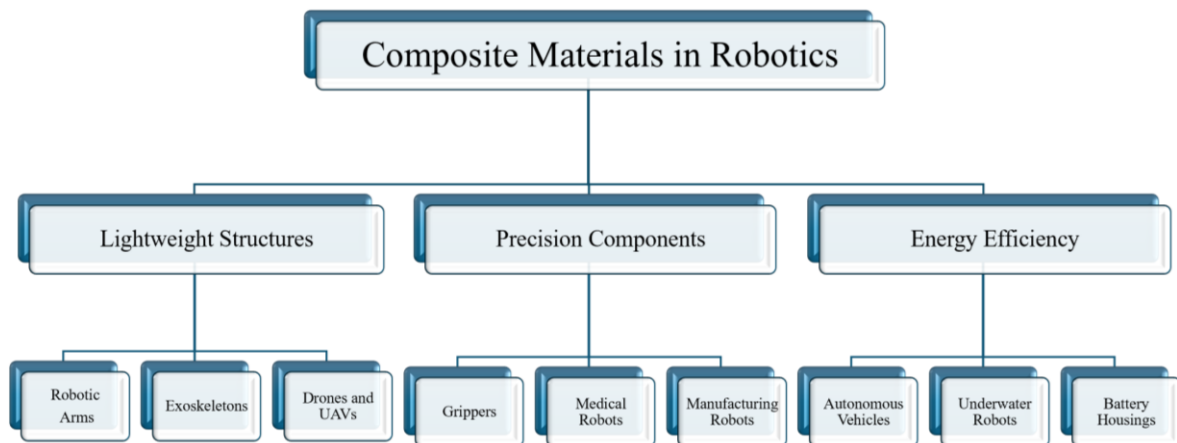 Composite Materials in Robotics
Lightweight Structures
Precision Components
Energy Efficiency
Robotic
Arms
Exoskeletons
Drones and
UAVs
Grippers
Medical
Robots
Manufacturing
Robots
Autonomous
Vehicles
Underwater
Robots
Battery
Housings